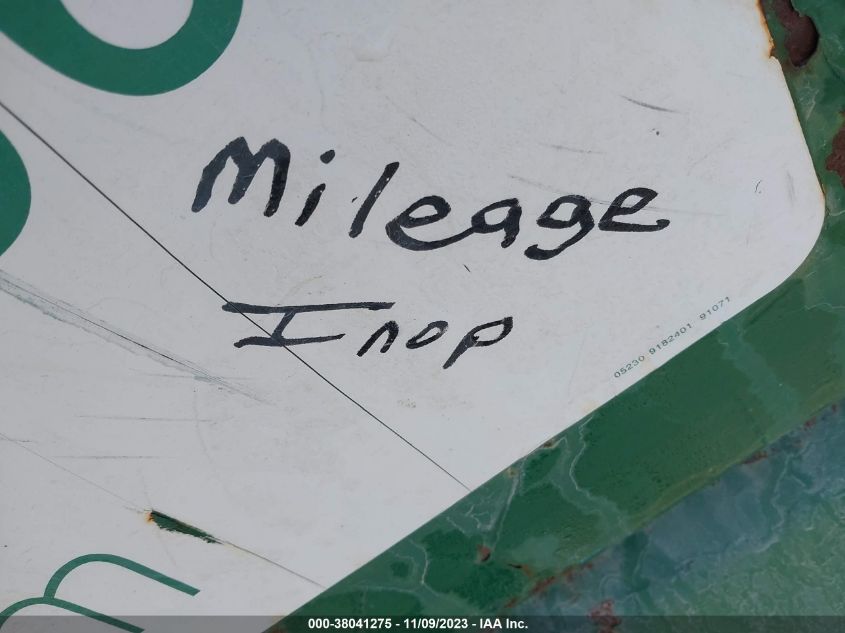 Mileage
Inop
05230 9182401 91071
m
000-38041275 - 11/09/2023 - IAA Inc.